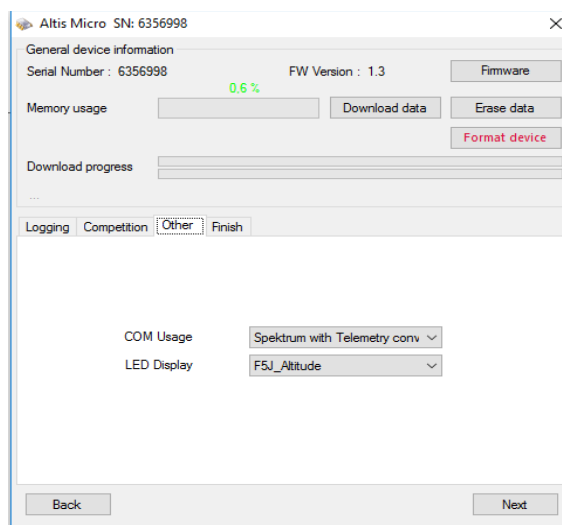 Altis Micro SN: 6356998
General device information
Serial Number : 6356998 FW Version : 1.3 Firmware
0,6 %
Memory usage Download data Erase data
Format device
Download progress
...
Logging Competition Other Finish
COM Usage Spektrum with Telemetry conv
LED Display F5J_Altitude
Back Next